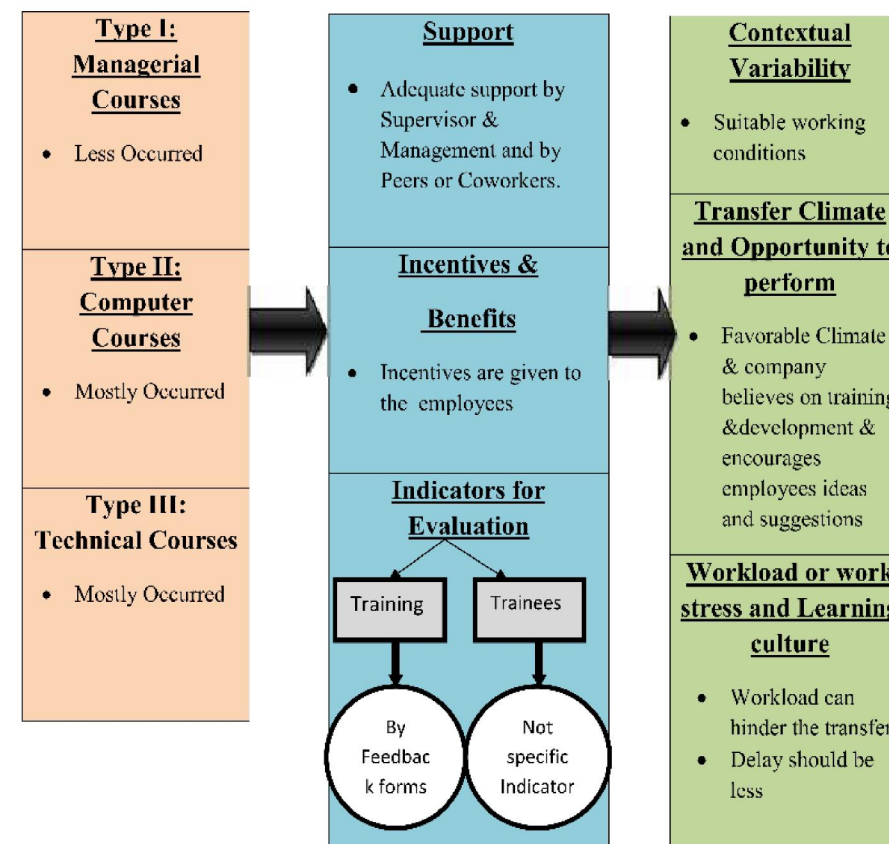 Type I:
Managerial
Courses
• Less Occurred
Type II:
Computer
Courses
• Mostly Occurred
Type III:
Technical Courses
• Mostly Occurred
Support
• Adequate support by
Supervisor &
Management and by
Peers or Coworkers.
Incentives &
Benefits
• Incentives are given to
the employees
Indicators for
Evaluation
Training
Trainees
By
Feedbac
k forms
Not
specific
Indicator
Contextual
Variability
• Suitable working
conditions
Transfer Climate
and Opportunity to
perform
• Favorable Climate
& company
believes on training
&development &
encourages
employees ideas
and suggestions
Workload or work
stress and Learning
culture
• Workload can
hinder the transfer
• Delay should be
less